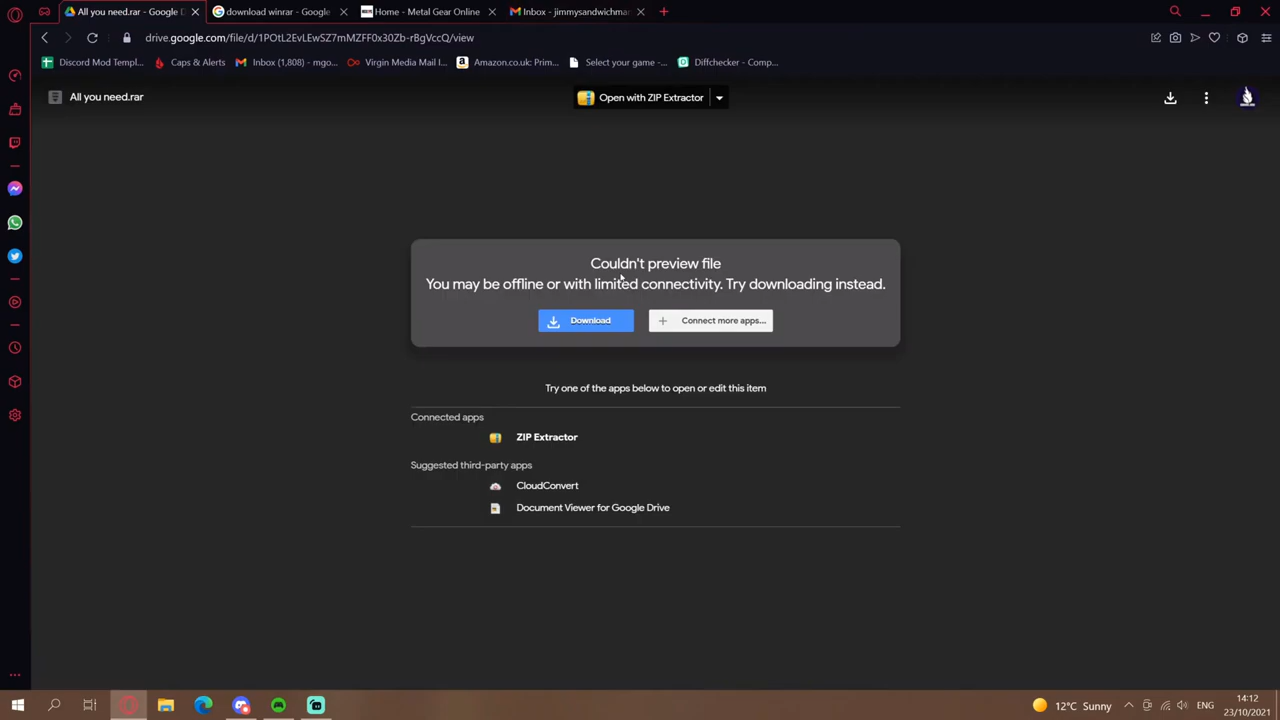 All you need.rar - Google D
download winrar - Google
Home - Metal Gear Online
Inbox - jimmysandwichmar
drive.google.com/file/d/1POtL2EvLEwSZ7mMZFF0x30Zb-rBgVccQ/view
Discord Mod Templ...
Caps & Alerts
Inbox (1,808) - mgo...
Virgin Media Mail I...
Amazon.co.uk: Prim...
Select your game -...
Diffchecker - Comp...
All you need.rar
Open with ZIP Extractor
Couldn't preview file
You may be offline or with limited connectivity. Try downloading instead.
Download
Connect more apps...
Try one of the apps below to open or edit this item
Connected apps
ZIP Extractor
Suggested third-party apps
CloudConvert
Document Viewer for Google Drive
12°C Sunny
ENG
14:12
23/10/2021